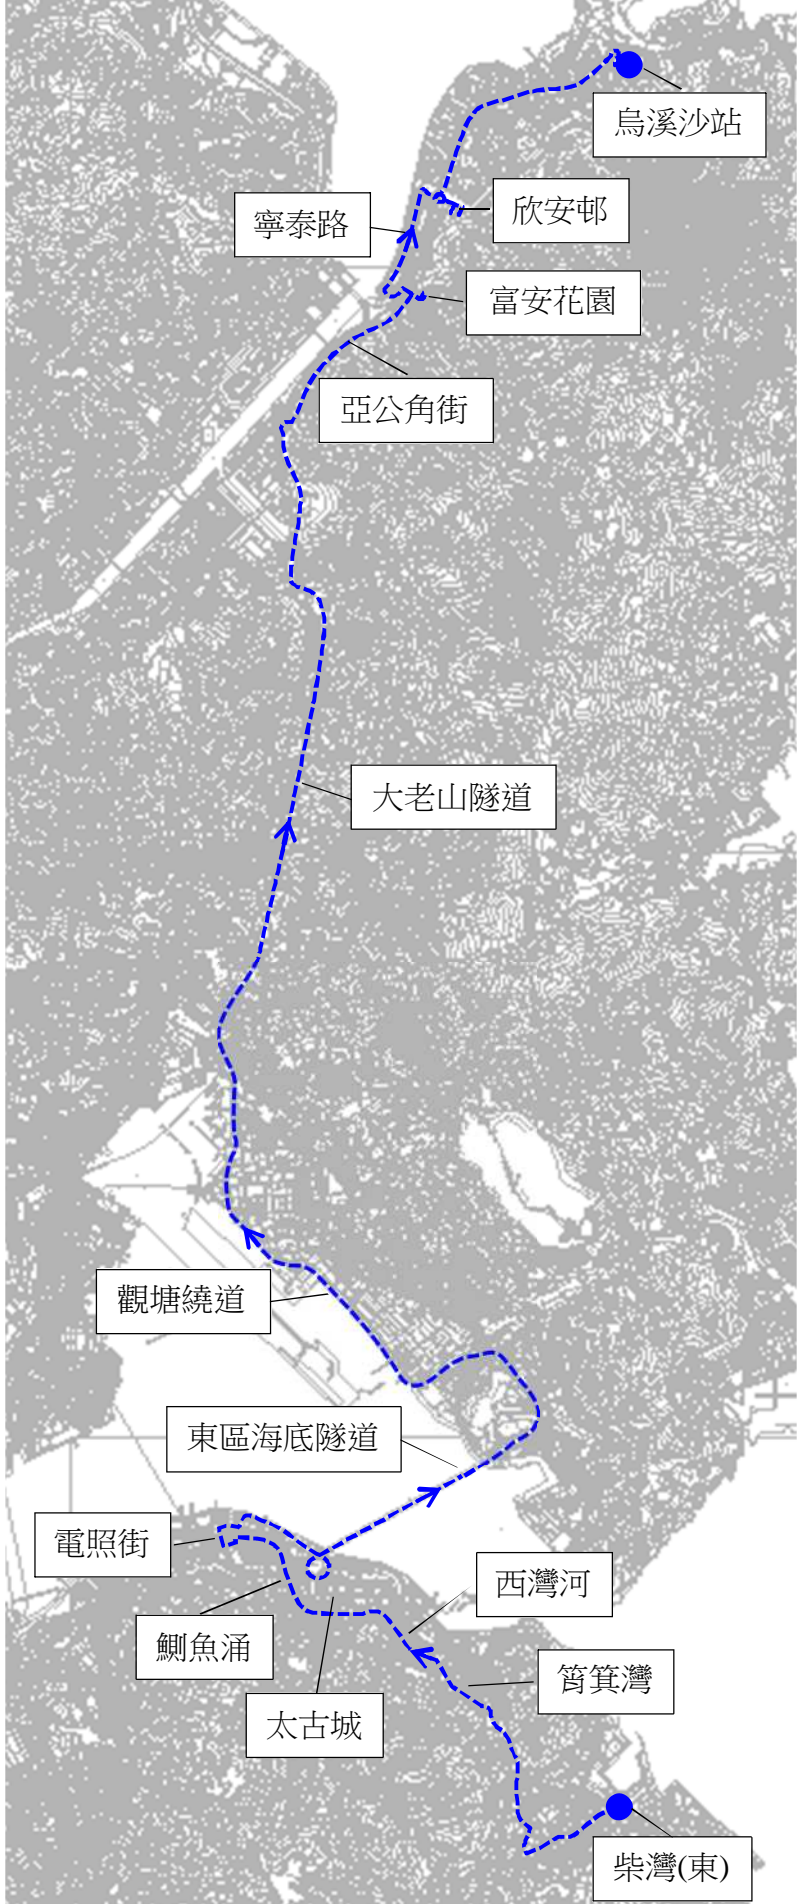 烏溪沙站
欣安邨
寧泰路
富安花園
亞公角街
大老山隧道
觀塘繞道
東區海底隧道
電照街
西灣河
鰂魚涌
筲箕灣
太古城
柴灣(東)